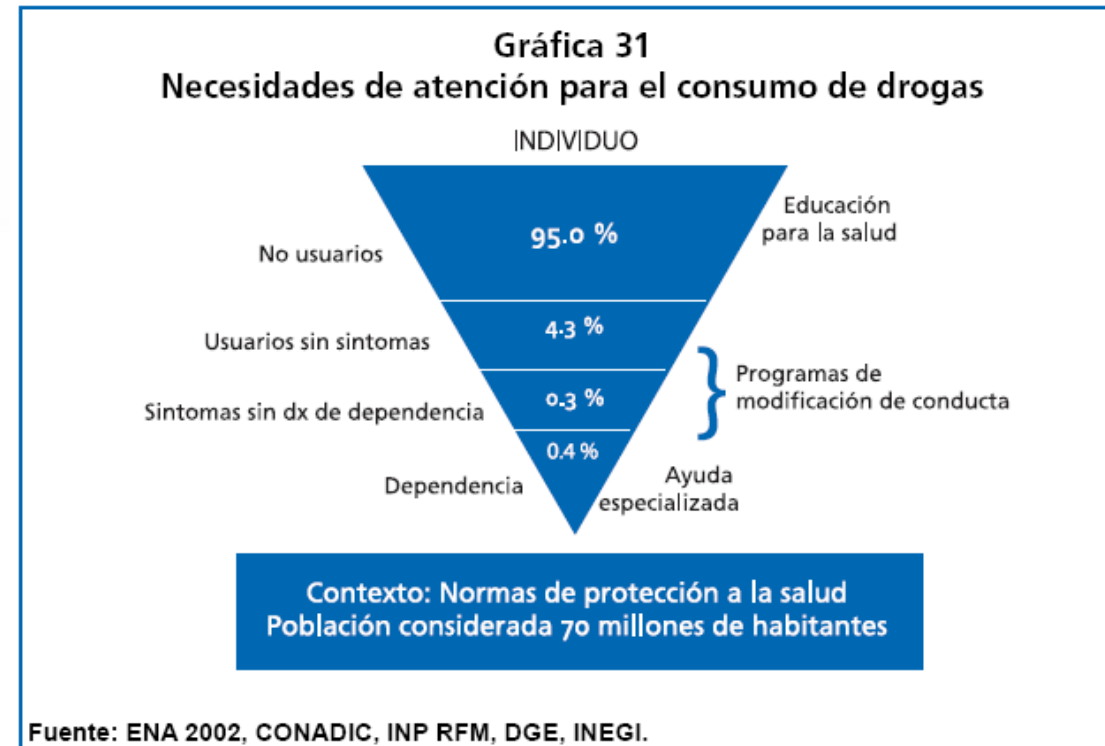 Gráfica 31
Necesidades de atención para el consumo de drogas
INDIVIDUO
95.0 %
Educación
para la salud
No usuarios
4.3 %
Usuarios sin sintomas
0.3 %
Programas de
modificación de conducta
Sintomas sin dx de dependencia
0.4 %
Dependencia
Ayuda
especializada
Contexto: Normas de protección a la salud
Población considerada 70 millones de habitantes
Fuente: ENA 2002, CONADIC, INP RFM, DGE, INEGI.